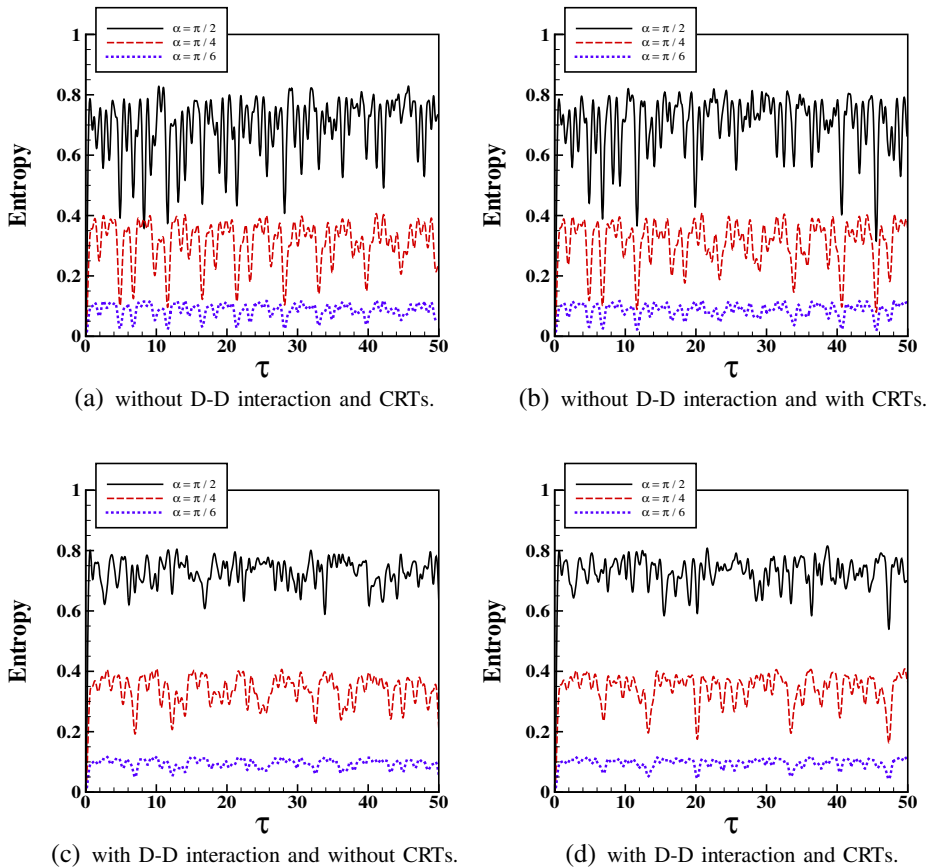 α = π / 2
α = π / 4
α = π / 6
1
0.8
0.6
0.4
0.2
0
Entropy
0 10 20 30 40 50
τ
(a) without D-D interaction and CRTs.
α = π / 2
α = π / 4
α = π / 6
1
0.8
0.6
0.4
0.2
0
Entropy
0 10 20 30 40 50
τ
(b) without D-D interaction and with CRTs.
α = π / 2
α = π / 4
α = π / 6
1
0.8
0.6
0.4
0.2
0
Entropy
0 10 20 30 40 50
τ
(c) with D-D interaction and without CRTs.
α = π / 2
α = π / 4
α = π / 6
1
0.8
0.6
0.4
0.2
0
Entropy
0 10 20 30 40 50
τ
(d) with D-D interaction and CRTs.